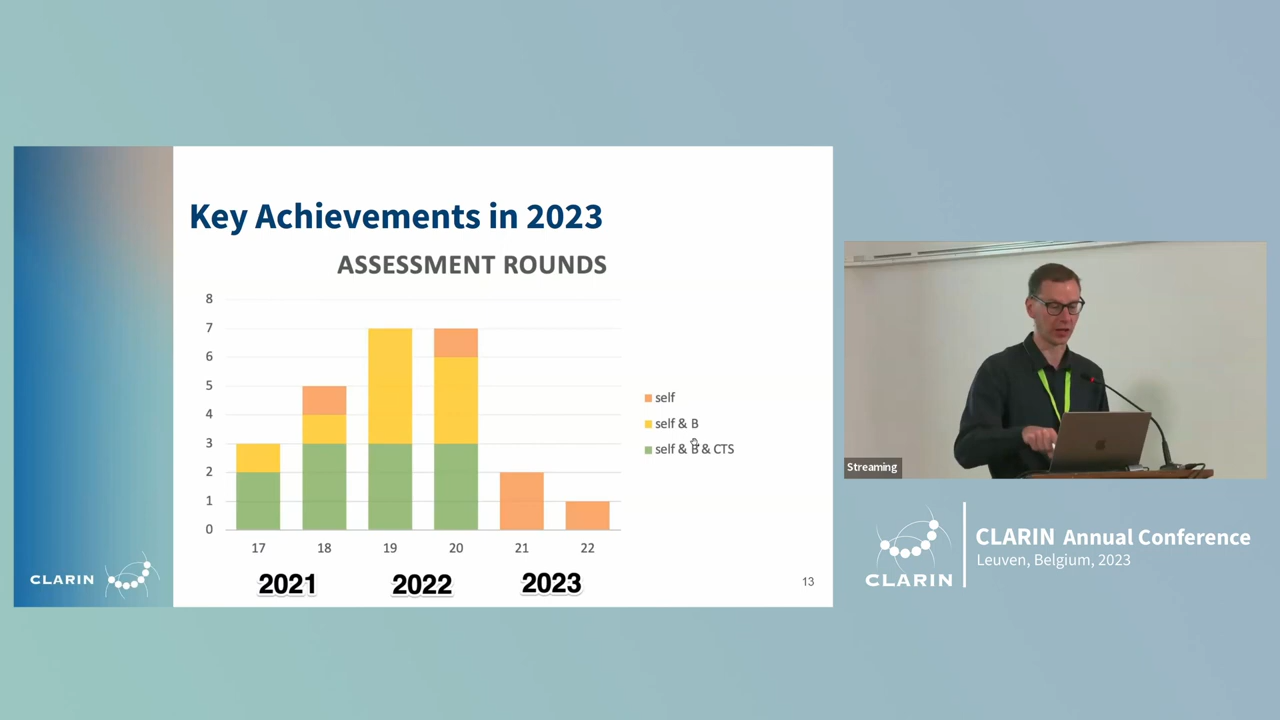 Key Achievements in 2023
ASSESSMENT ROUNDS
8
7
6
5
4
3
2
1
0
17 18 19 20 21 22
2021 2022 2023
self
self & B
self & B & CTS
13
CLARIN
Streaming
CLARIN
CLARIN Annual Conference
Leuven, Belgium, 2023